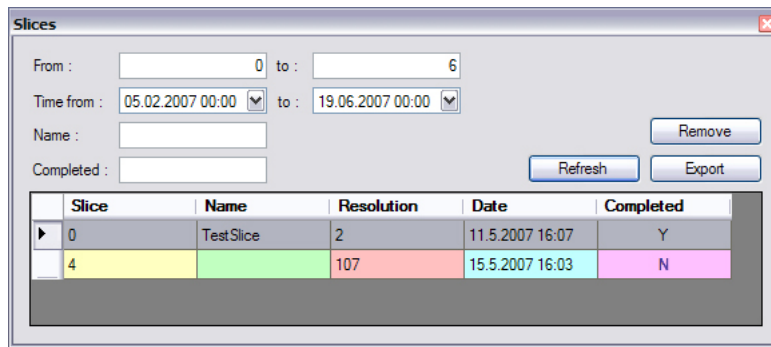 Slices
From : 0 to : 6
Time from : 05.02.2007 00:00 to : 19.06.2007 00:00
Name :
Remove
Completed :
Refresh Export
Slice Name Resolution Date Completed
0 TestSlice 2 11.5.2007 16:07 Y
4 107 15.5.2007 16:03 N